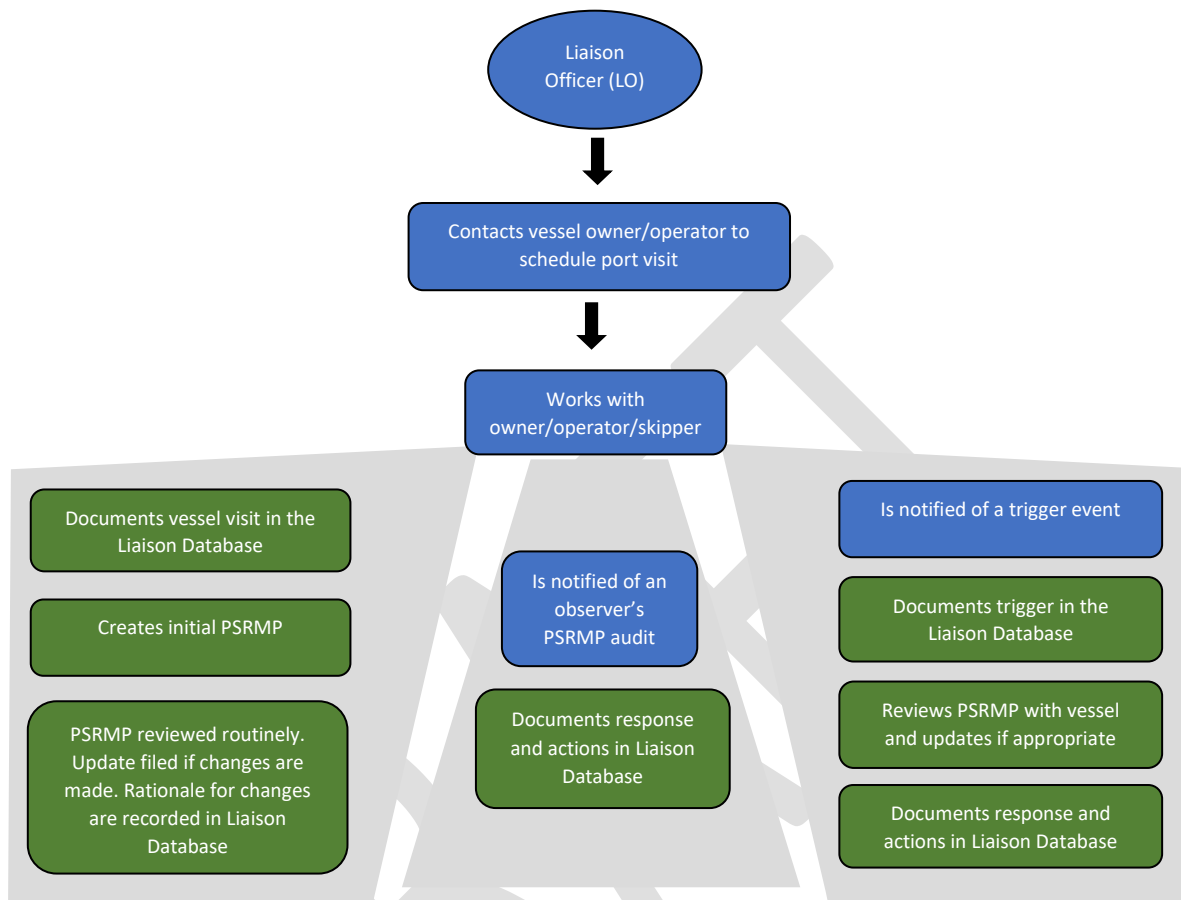 Liaison
Officer (LO)
Contacts vessel owner/operator to
schedule port visit
Works with
owner/operator/skipper
Documents vessel visit in the
Liaison Database
Creates initial PSRMP
PSRMP reviewed routinely.
Update filed if changes are
made. Rationale for changes
are recorded in Liaison
Database
Is notified of an
observer’s
PSRMP audit
Documents response
and actions in Liaison
Database
Is notified of a trigger event
Documents trigger in the
Liaison Database
Reviews PSRMP with vessel
and updates if appropriate
Documents response and
actions in Liaison Database